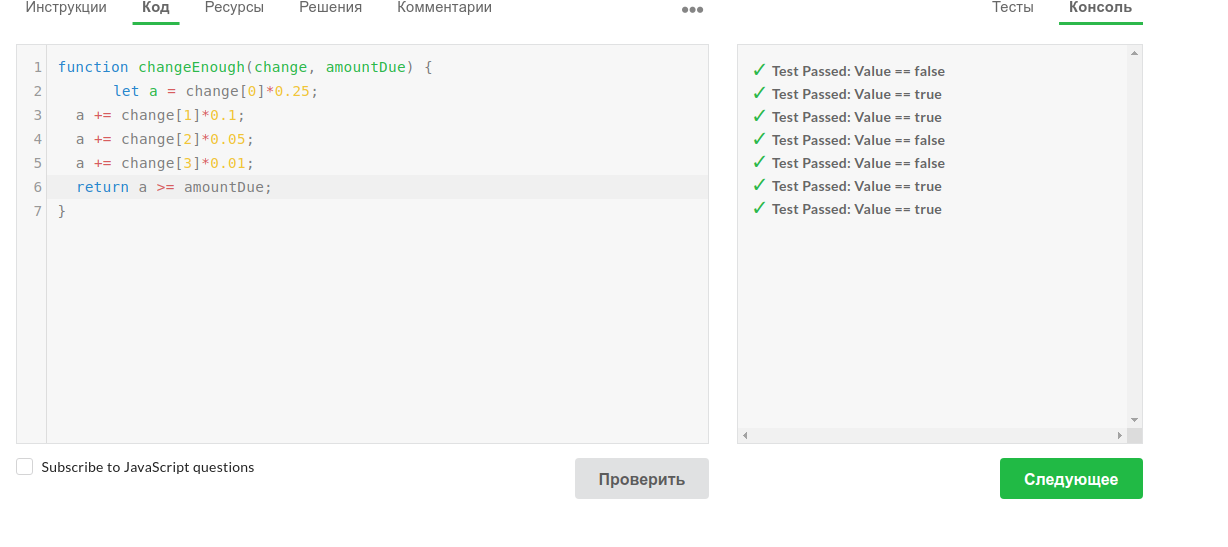 Инструкции Код Ресурсы Решения Комментарии ••• Тесты Консоль
1 function changeEnough(change, amountDue) {
2 let a = change[0]*0.25;
3 a += change[1]*0.1;
4 a += change[2]*0.05;
5 a += change[3]*0.01;
6 return a >= amountDue;
7 }
✓ Test Passed: Value == false
✓ Test Passed: Value == true
✓ Test Passed: Value == true
✓ Test Passed: Value == false
✓ Test Passed: Value == false
✓ Test Passed: Value == true
✓ Test Passed: Value == true
Subscribe to JavaScript questions
Проверить
Следующее